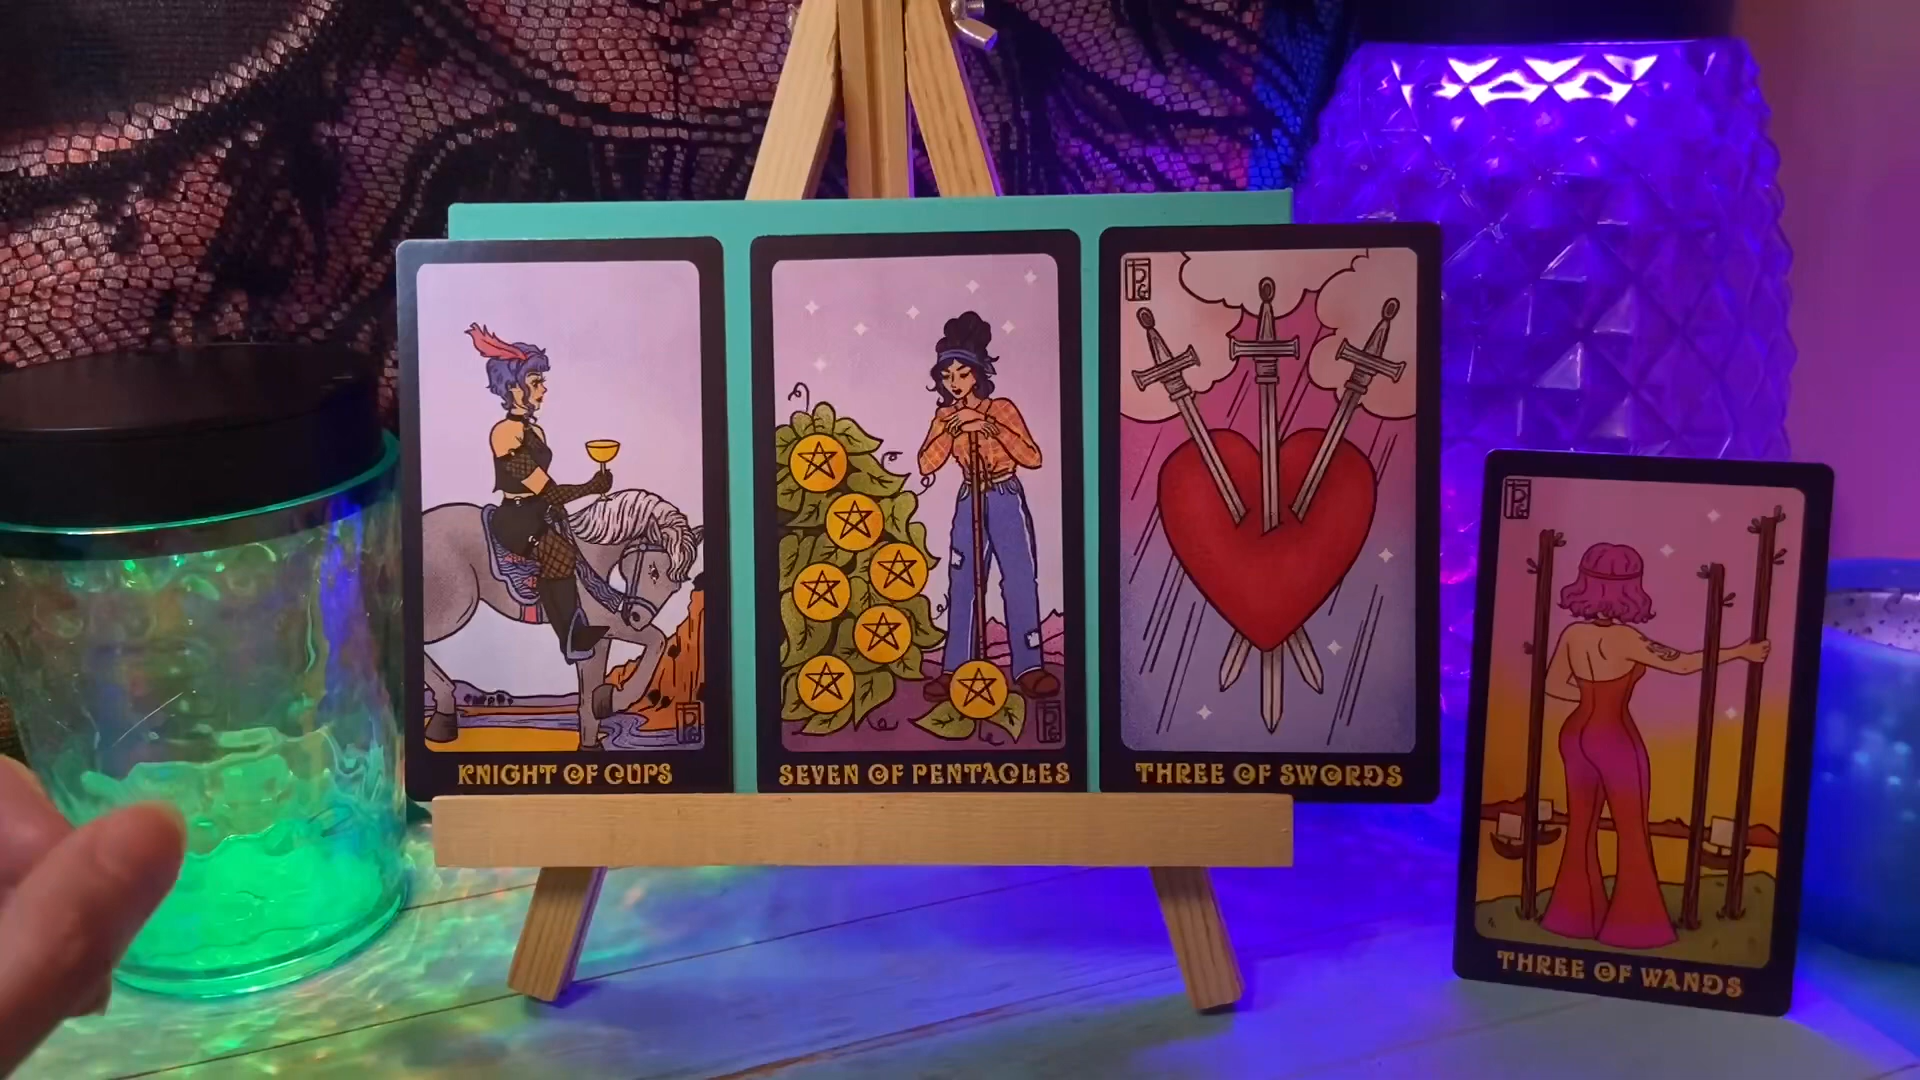 KNIGHT OF CUPS
SEVEN OF PENTACLES
THREE OF SWORDS
THREE OF WANDS